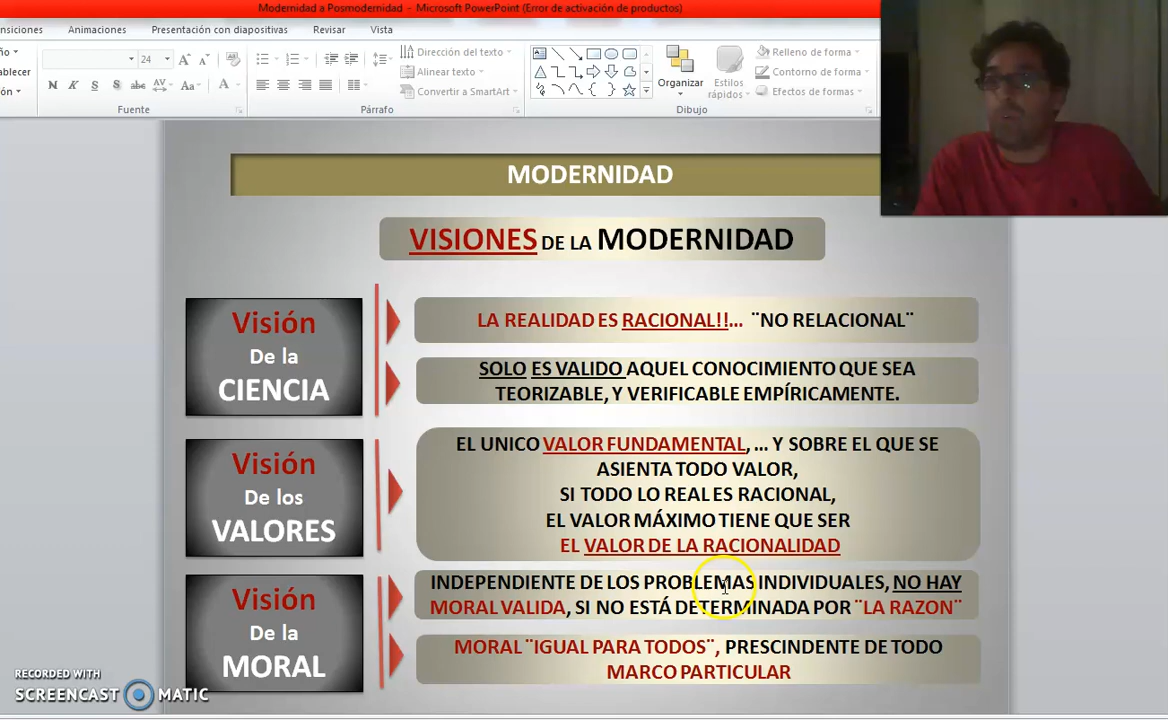 Modernidad a Posmodernidad - Microsoft PowerPoint (Error de activación de productos)
nsiciones Animaciones Presentación con diapositivas Revisar Vista
ño
24
Dirección del texto
Relleno de forma
ablecer
Alinear texto
Organizar Estilos rápidos
Contorno de forma
ón
N K S S abc AV Aa A
Convertir a SmartArt
Efectos de formas
Fuente Párrafo Dibujo
MODERNIDAD
VISIONES DE LA MODERNIDAD
Visión
De la
CIENCIA
LA REALIDAD ES RACIONAL!!... ¨NO RELACIONAL¨
SOLO ES VALIDO AQUEL CONOCIMIENTO QUE SEA
TEORIZABLE, Y VERIFICABLE EMPÍRICAMENTE.
Visión
De los
VALORES
EL UNICO VALOR FUNDAMENTAL, ... Y SOBRE EL QUE SE
ASIENTA TODO VALOR,
SI TODO LO REAL ES RACIONAL,
EL VALOR MÁXIMO TIENE QUE SER
EL VALOR DE LA RACIONALIDAD
Visión
De la
MORAL
INDEPENDIENTE DE LOS PROBLEMAS INDIVIDUALES, NO HAY
MORAL VALIDA, SI NO ESTÁ DETERMINADA POR ¨LA RAZON¨
MORAL ¨IGUAL PARA TODOS¨, PRESCINDENTE DE TODO
MARCO PARTICULAR
RECORDED WITH
SCREENCAST MATIC